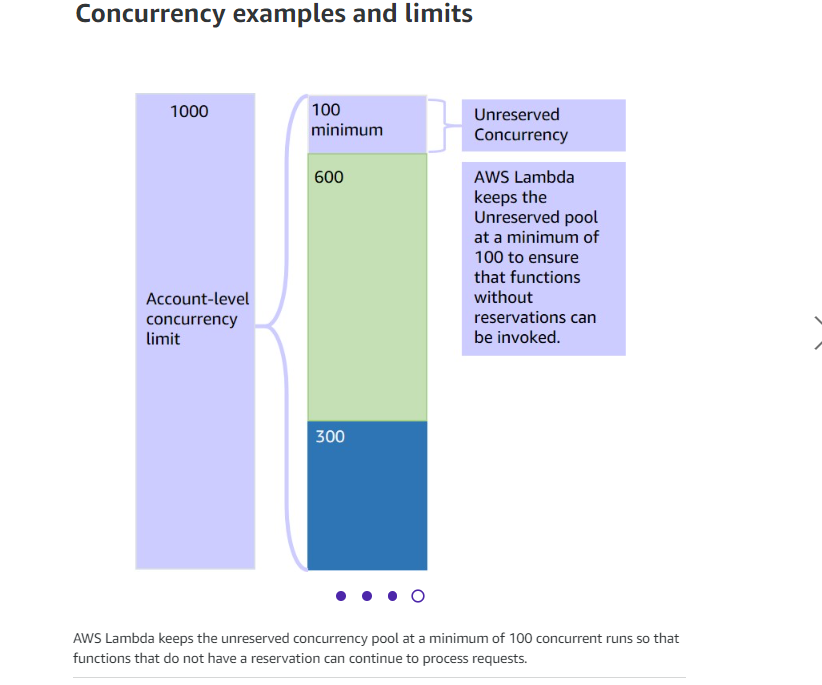 Concurrency examples and limits
1000
Account-level
concurrency
limit
100
minimum
600
300
Unreserved
Concurrency
AWS Lambda
keeps the
Unreserved pool
at a minimum of
100 to ensure
that functions
without
reservations can
be invoked.
AWS Lambda keeps the unreserved concurrency pool at a minimum of 100 concurrent runs so that
functions that do not have a reservation can continue to process requests.